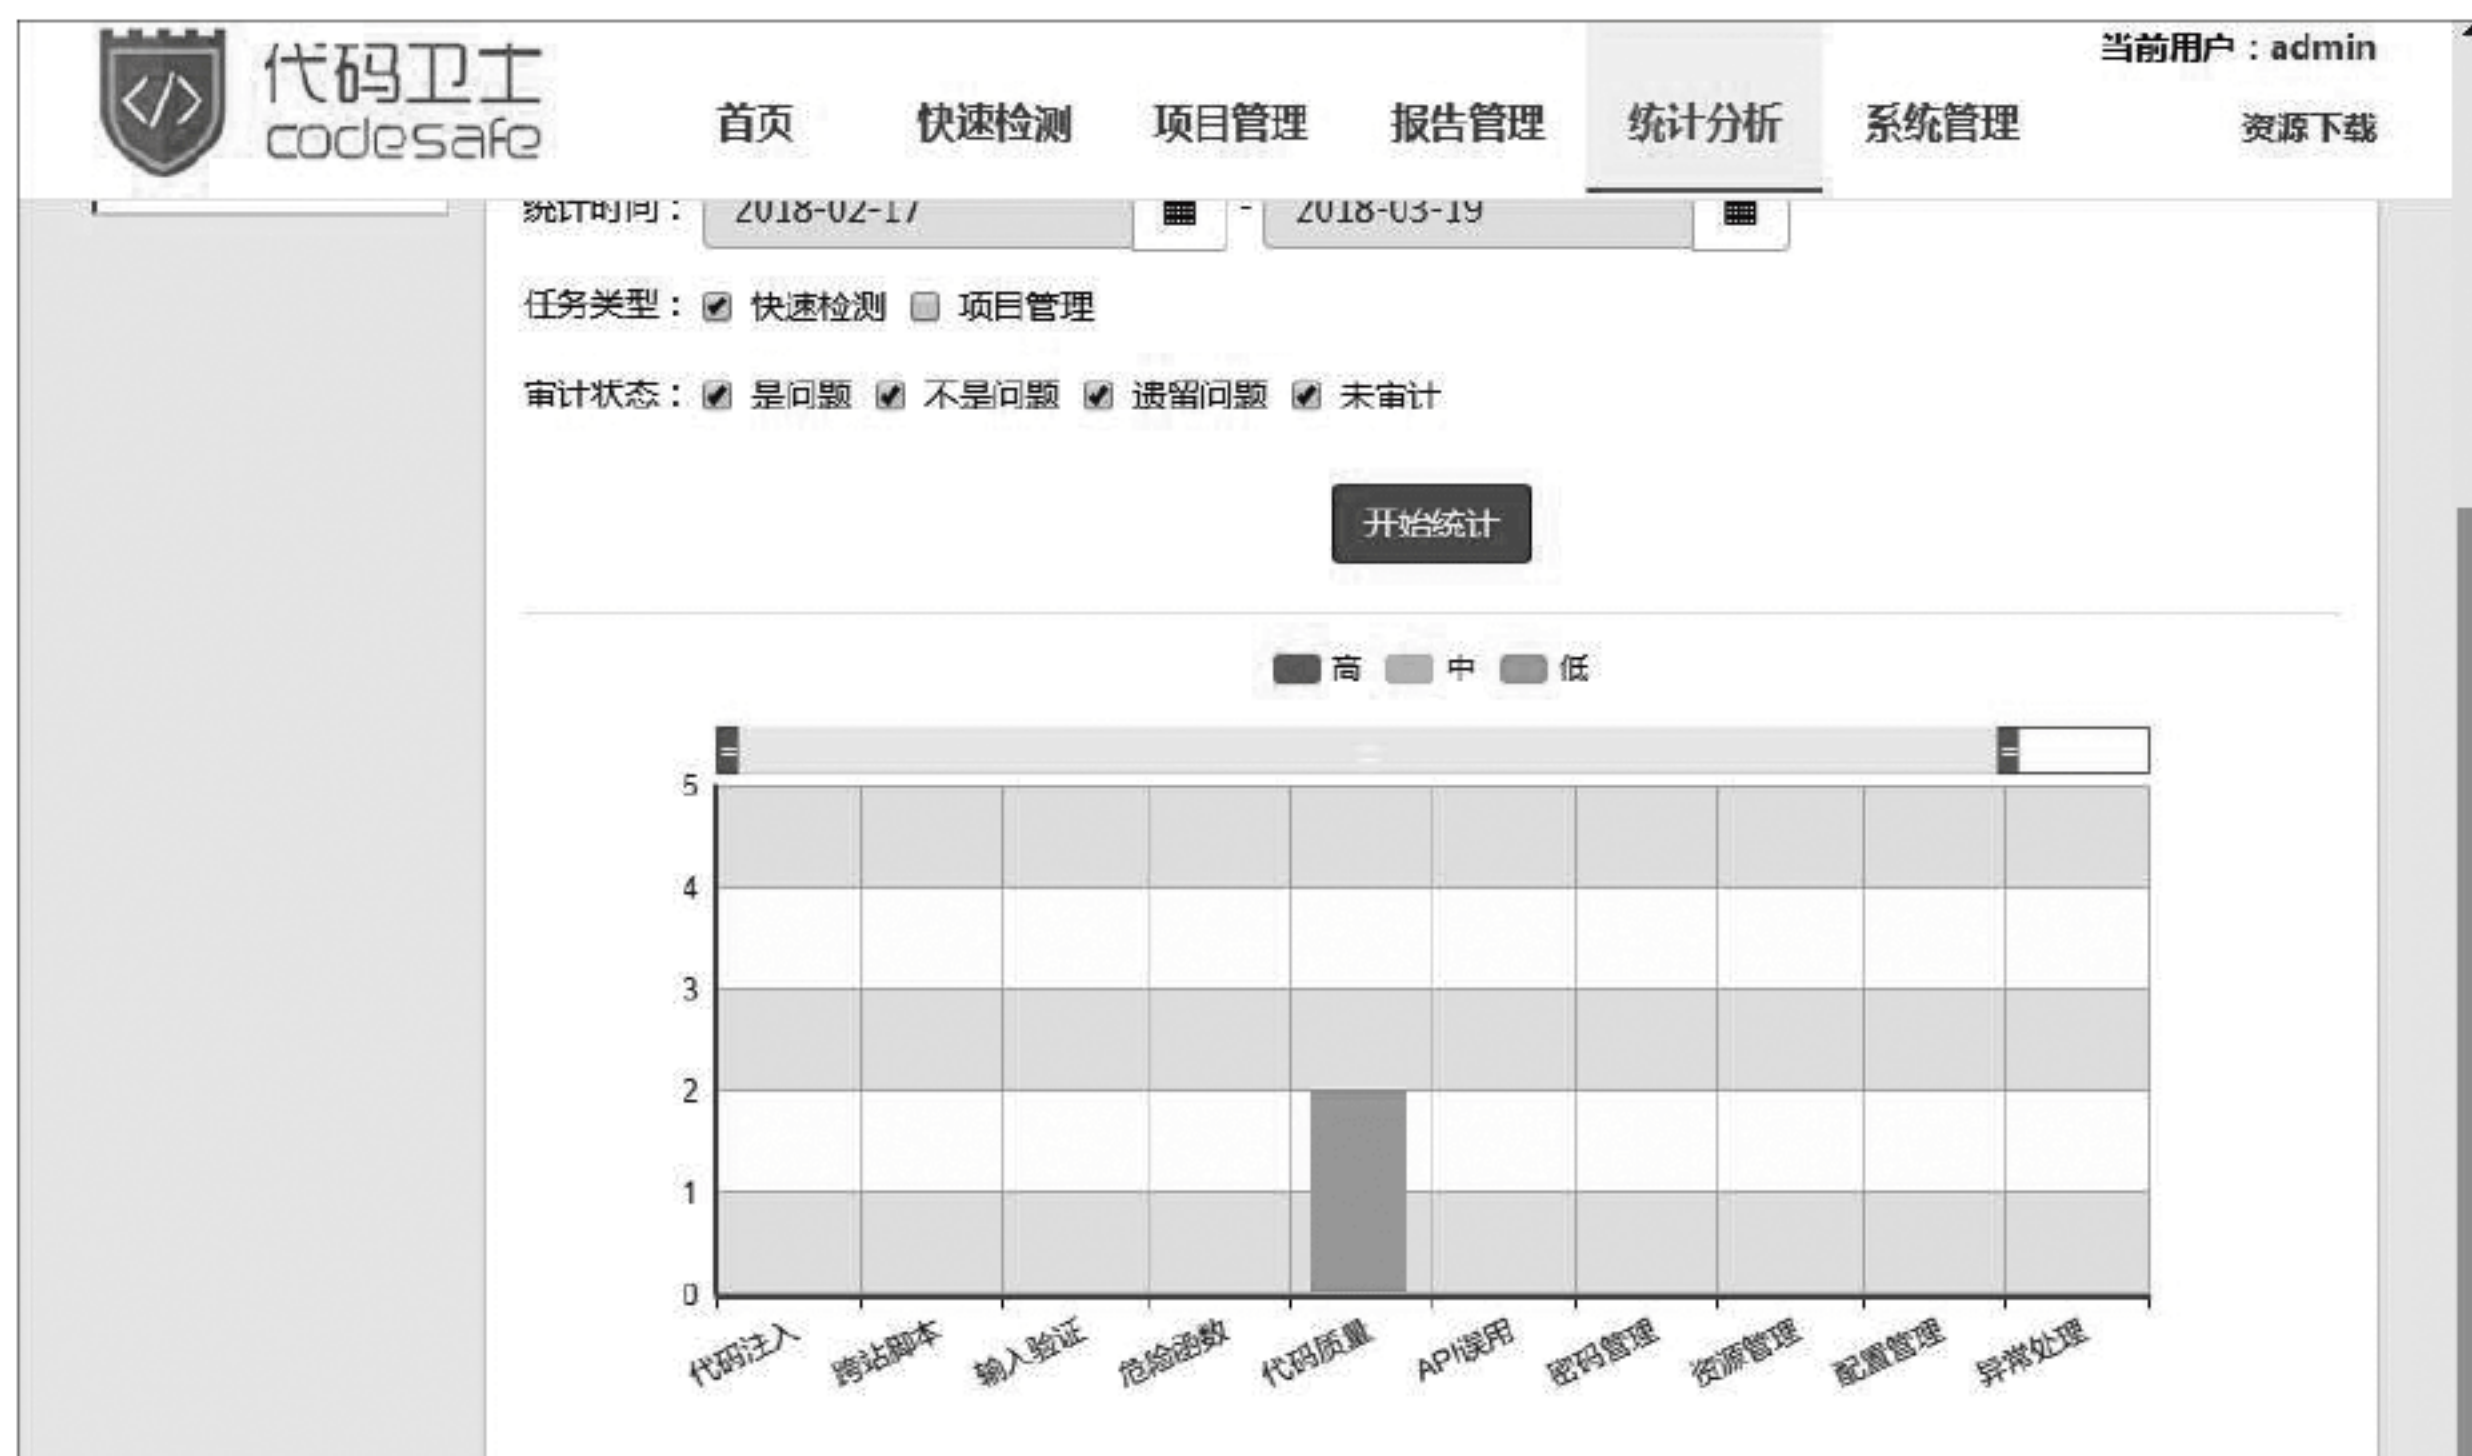 代码卫士
codesafe
当前用户：admin
首页 快速检测 项目管理 报告管理 统计分析 系统管理 资源下载
统计时间： 2018-02-17 - 2018-03-19
任务类型： 快速检测 项目管理
审计状态： 是问题 不是问题 遗留问题 未审计
开始统计
高 中 低
5
4
3
2
1
0
代码注入 跨站脚本 输入验证 危险函数 代码质量 API误用 密码管理 资源管理 配置管理 异常处理